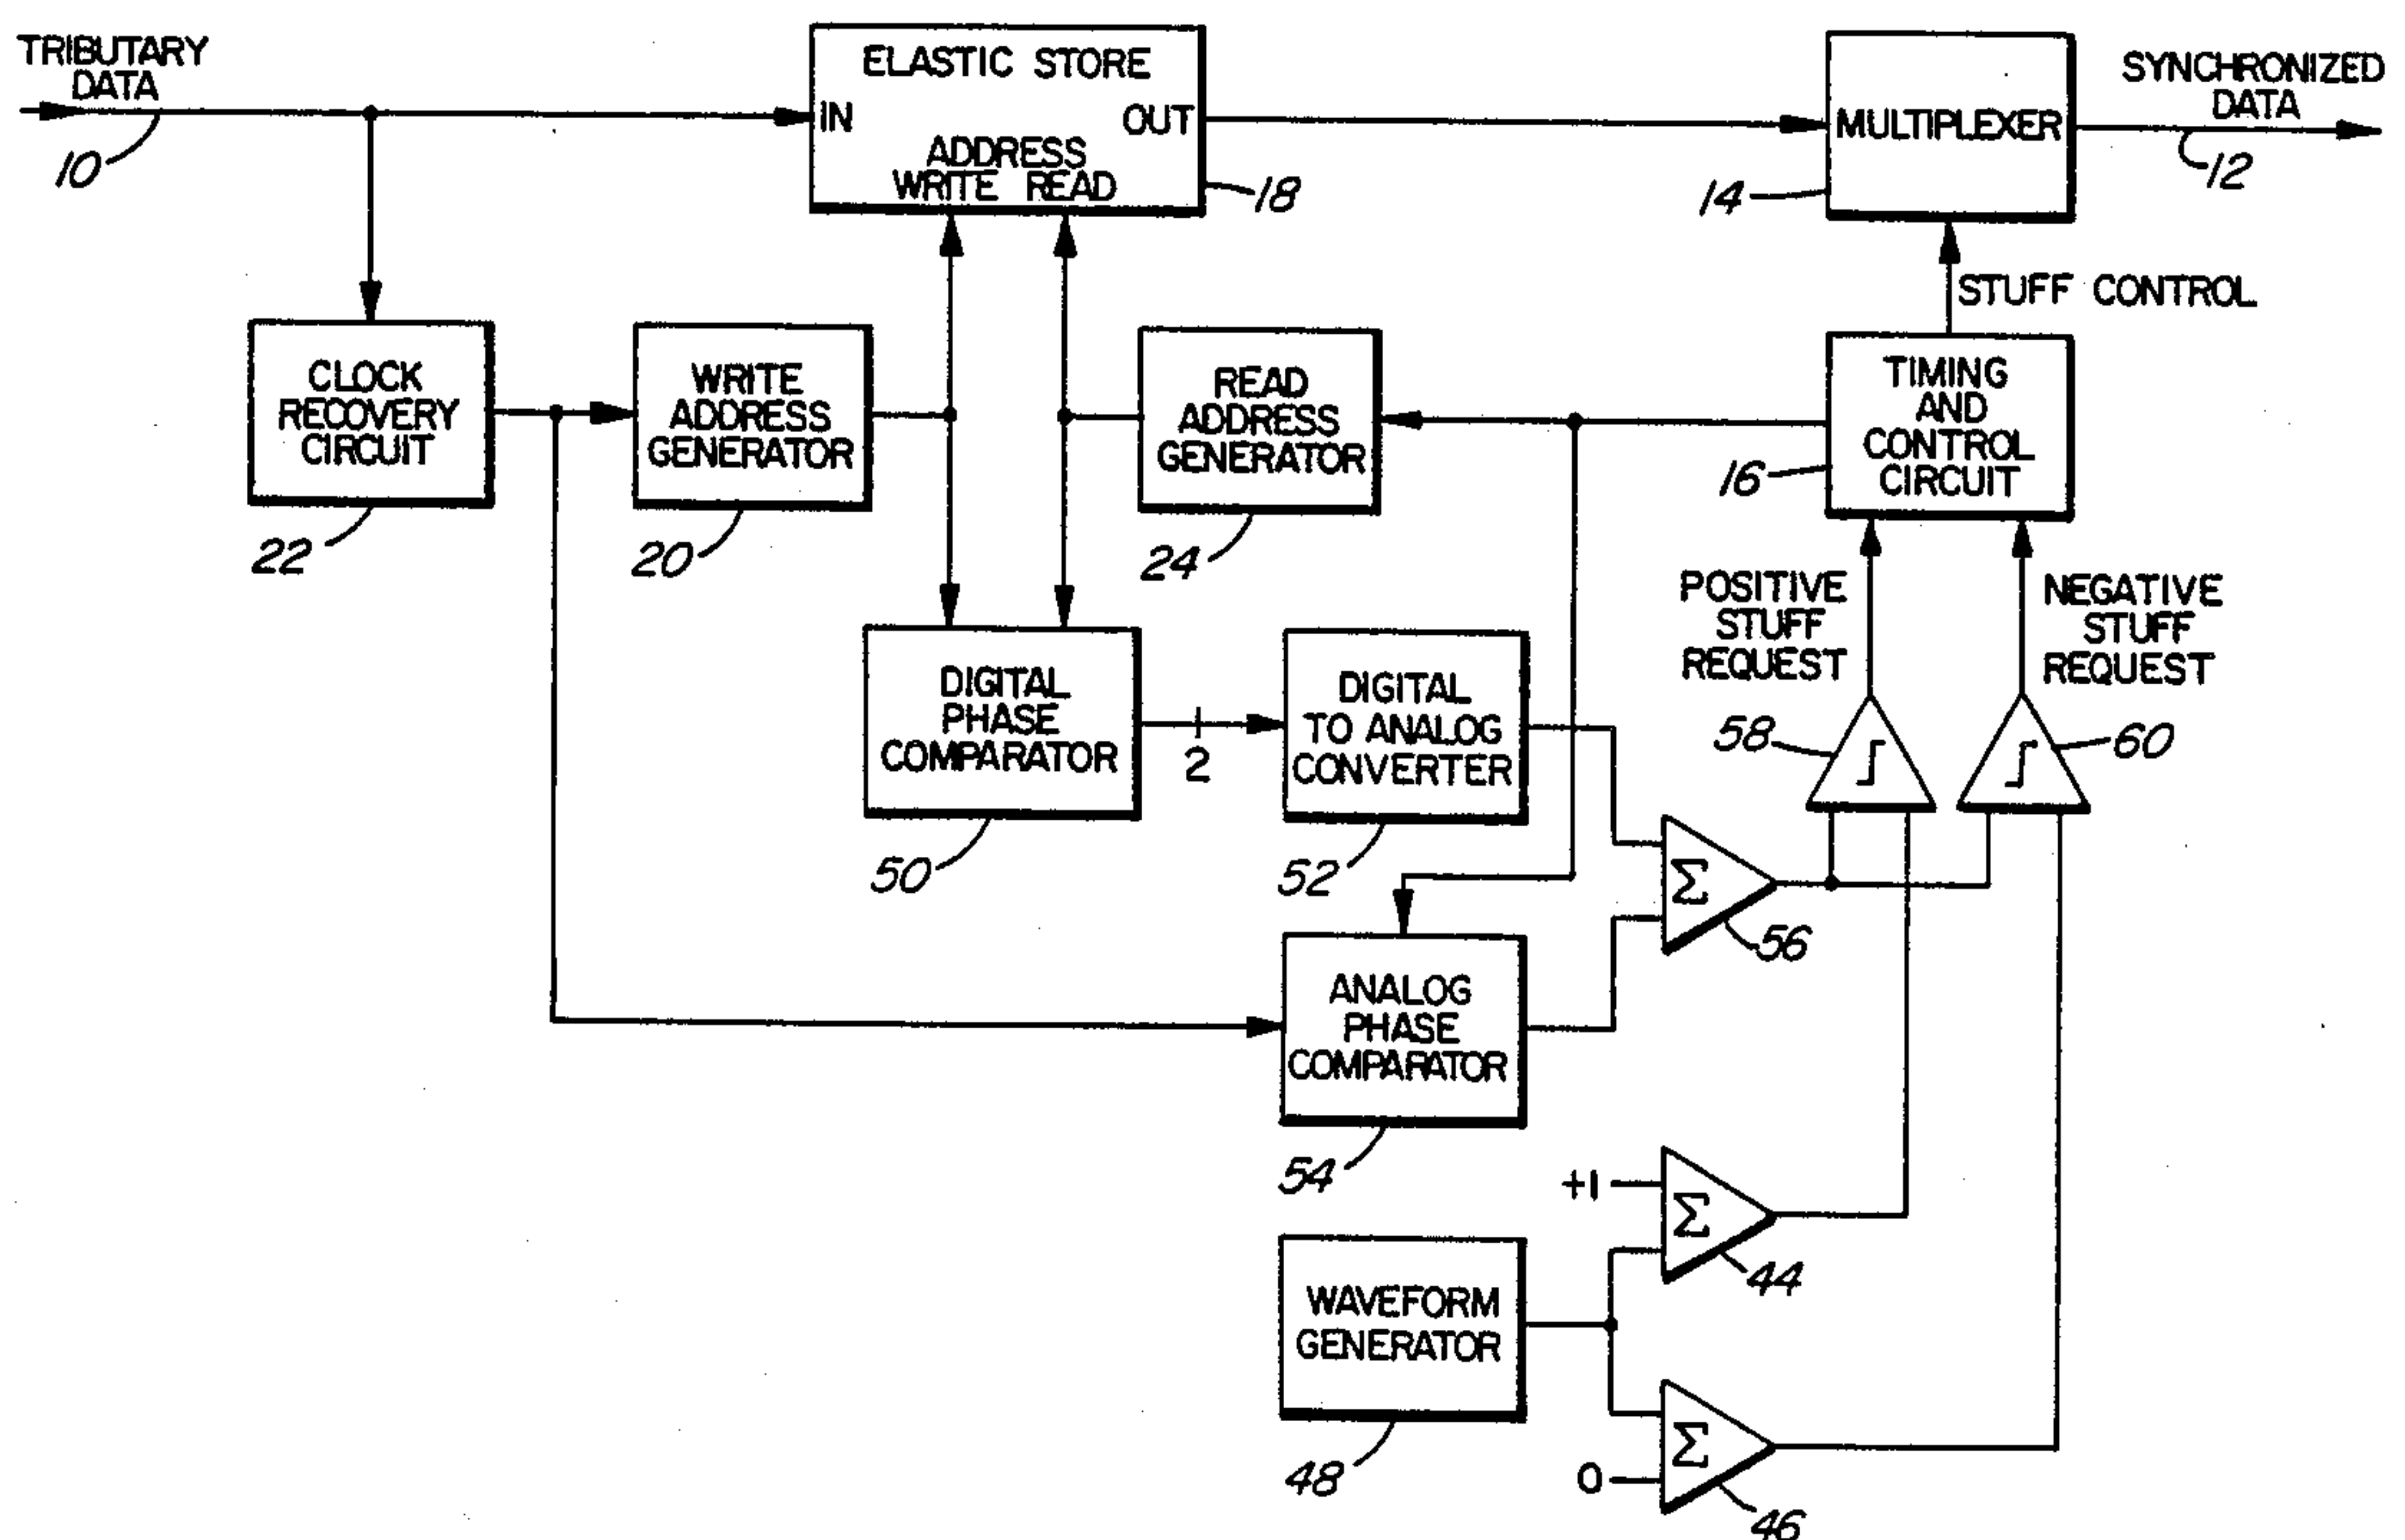 TRIBUTARY
DATA
10
ELASTIC STORE
IN
OUT
ADDRESS
WRITE READ
18
MULTIPLEXER
14
SYNCHRONIZED
DATA
12
STUFF CONTROL
CLOCK
RECOVERY
CIRCUIT
22
WRITE
ADDRESS
GENERATOR
20
READ
ADDRESS
GENERATOR
24
TIMING
AND
CONTROL
CIRCUIT
16
POSITIVE
STUFF
REQUEST
NEGATIVE
STUFF
REQUEST
DIGITAL
PHASE
COMPARATOR
50
2
DIGITAL
TO ANALOG
CONVERTER
52
58
60
Σ
56
ANALOG
PHASE
COMPARATOR
54
+1
Σ
44
WAVEFORM
GENERATOR
48
Σ
0
46